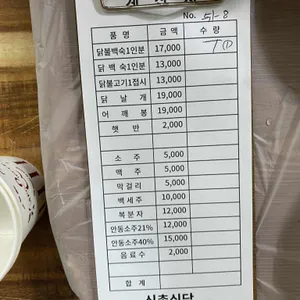 계 산 서
No. 51-8
품 명 금 액 수 량
닭불백숙1인분 17,000
닭 백 숙1인분 13,000
닭불고기1접시 13,000
닭 날 개 19,000
어 깨 봉 19,000
햇 반 2,000
소 주 5,000
맥 주 5,000
막걸리 5,000
백세주 10,000
복분자 12,000
안동소주21% 12,000
안동소주40% 15,000
음료수 2,000
합 계
신촌식당